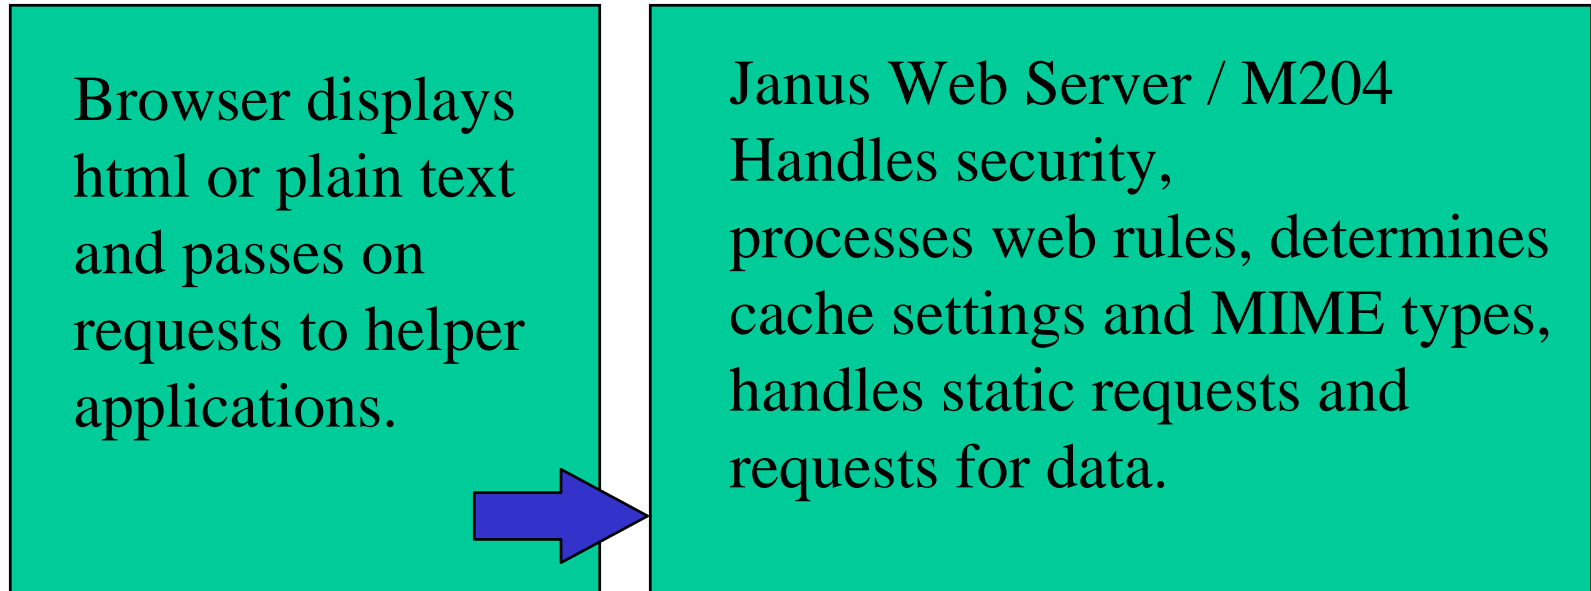 Browser displays
html or plain text
and passes on
requests to helper
applications.
Janus Web Server / M204
Handles security,
processes web rules, determines
cache settings and MIME types,
handles static requests and
requests for data.